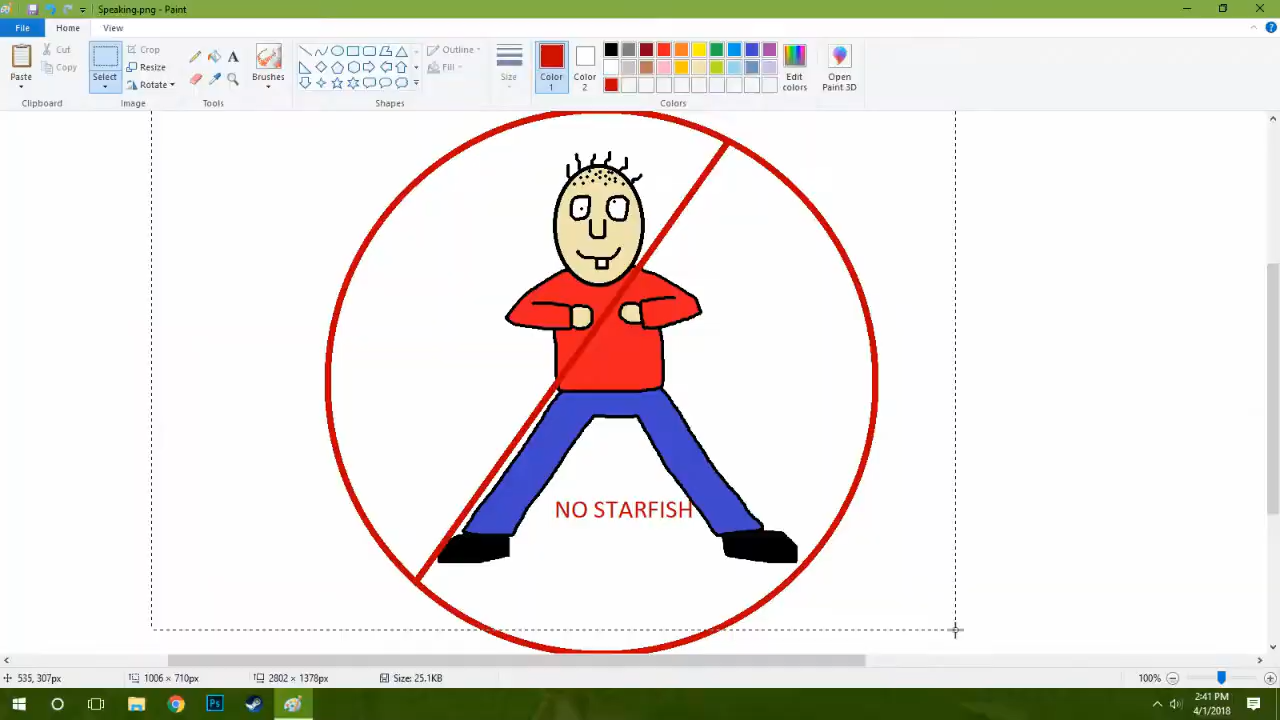 Speaking.png - Paint
File
Home
View
Paste
Cut
Copy
Clipboard
Select
Crop
Resize
Rotate
Image
A
Tools
Brushes
Outline
Fill
Shapes
Size
Color
1
Color
2
Edit
colors
Open
Paint 3D
Colors
NO STARFISH
535, 307px
1006 × 710px
2802 × 1378px
Size: 25.1KB
100%
Ps
2:41 PM
4/1/2018